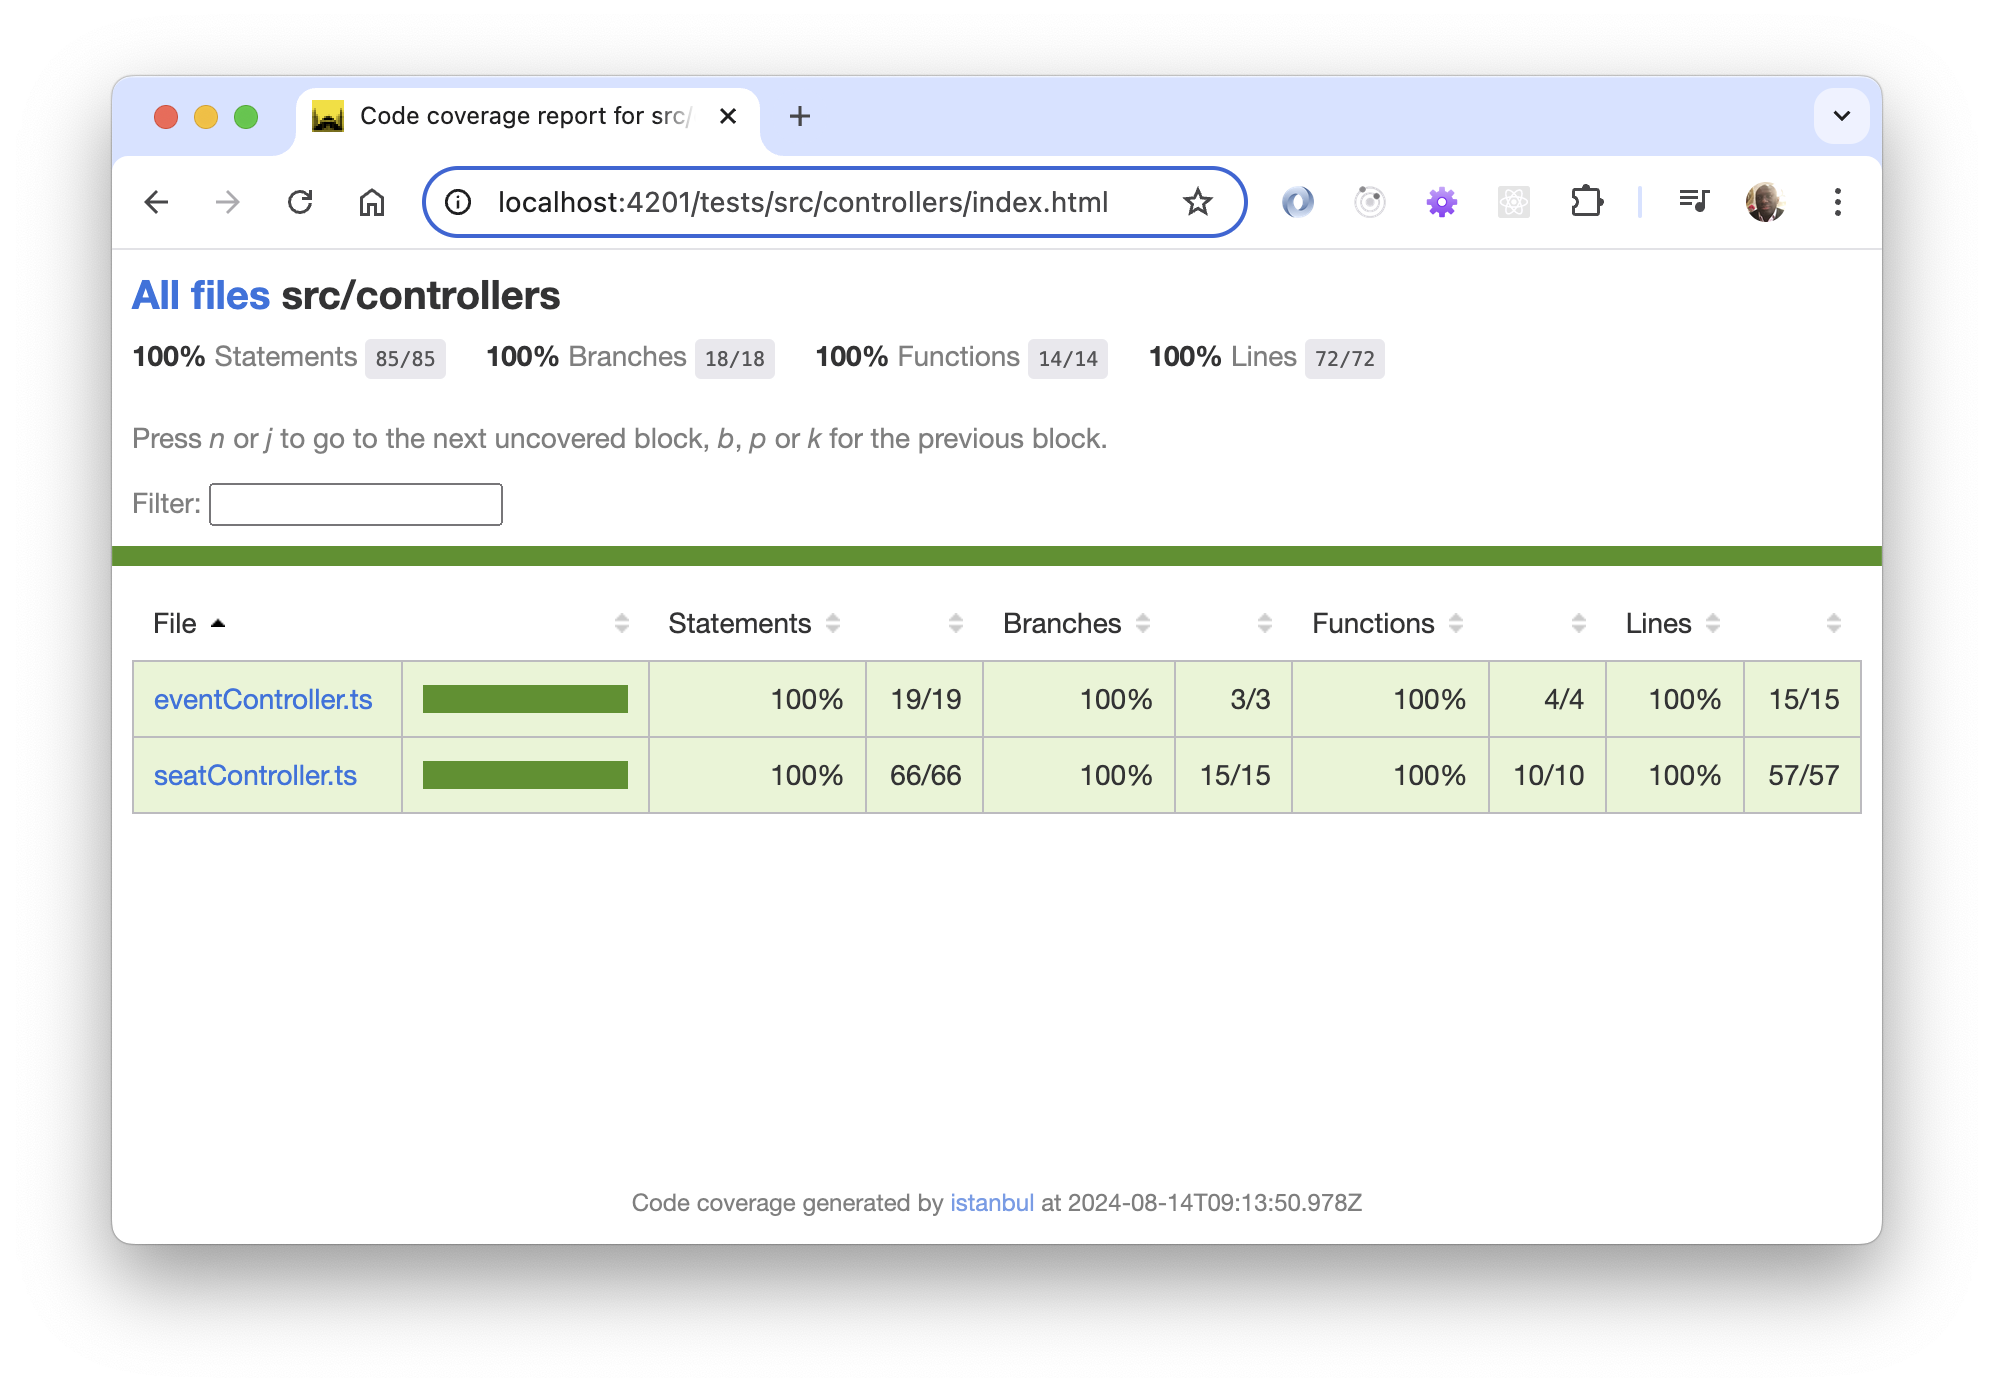 Code coverage report for src/
localhost:4201/tests/src/controllers/index.html
All files src/controllers
100% Statements 85/85 100% Branches 18/18 100% Functions 14/14 100% Lines 72/72
Press n or j to go to the next uncovered block, b, p or k for the previous block.
Filter:
File Statements Branches Functions Lines
eventController.ts 100% 19/19 100% 3/3 100% 4/4 100% 15/15
seatController.ts 100% 66/66 100% 15/15 100% 10/10 100% 57/57
Code coverage generated by istanbul at 2024-08-14T09:13:50.978Z